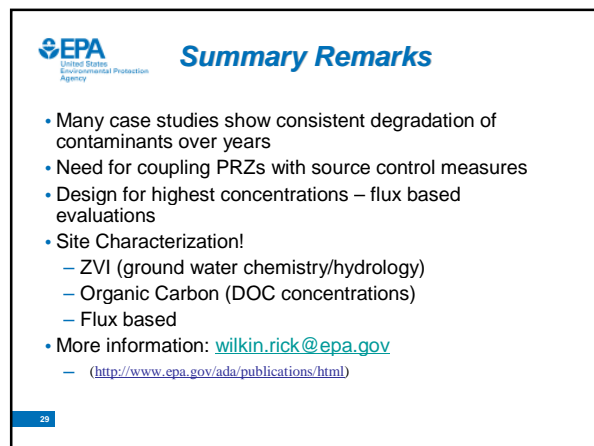 EPA
United States
Environmental Protection
Agency
Summary Remarks
• Many case studies show consistent degradation of
contaminants over years
• Need for coupling PRZs with source control measures
• Design for highest concentrations – flux based
evaluations
• Site Characterization!
– ZVI (ground water chemistry/hydrology)
– Organic Carbon (DOC concentrations)
– Flux based
• More information: wilkin.rick@epa.gov
– (http://www.epa.gov/ada/publications/html)
29